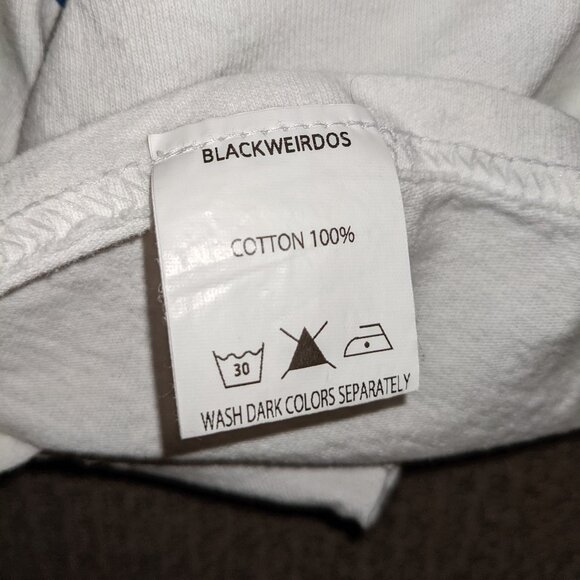 BLACKWEIRDOS
COTTON 100%
30
WASH DARK COLORS SEPARATELY